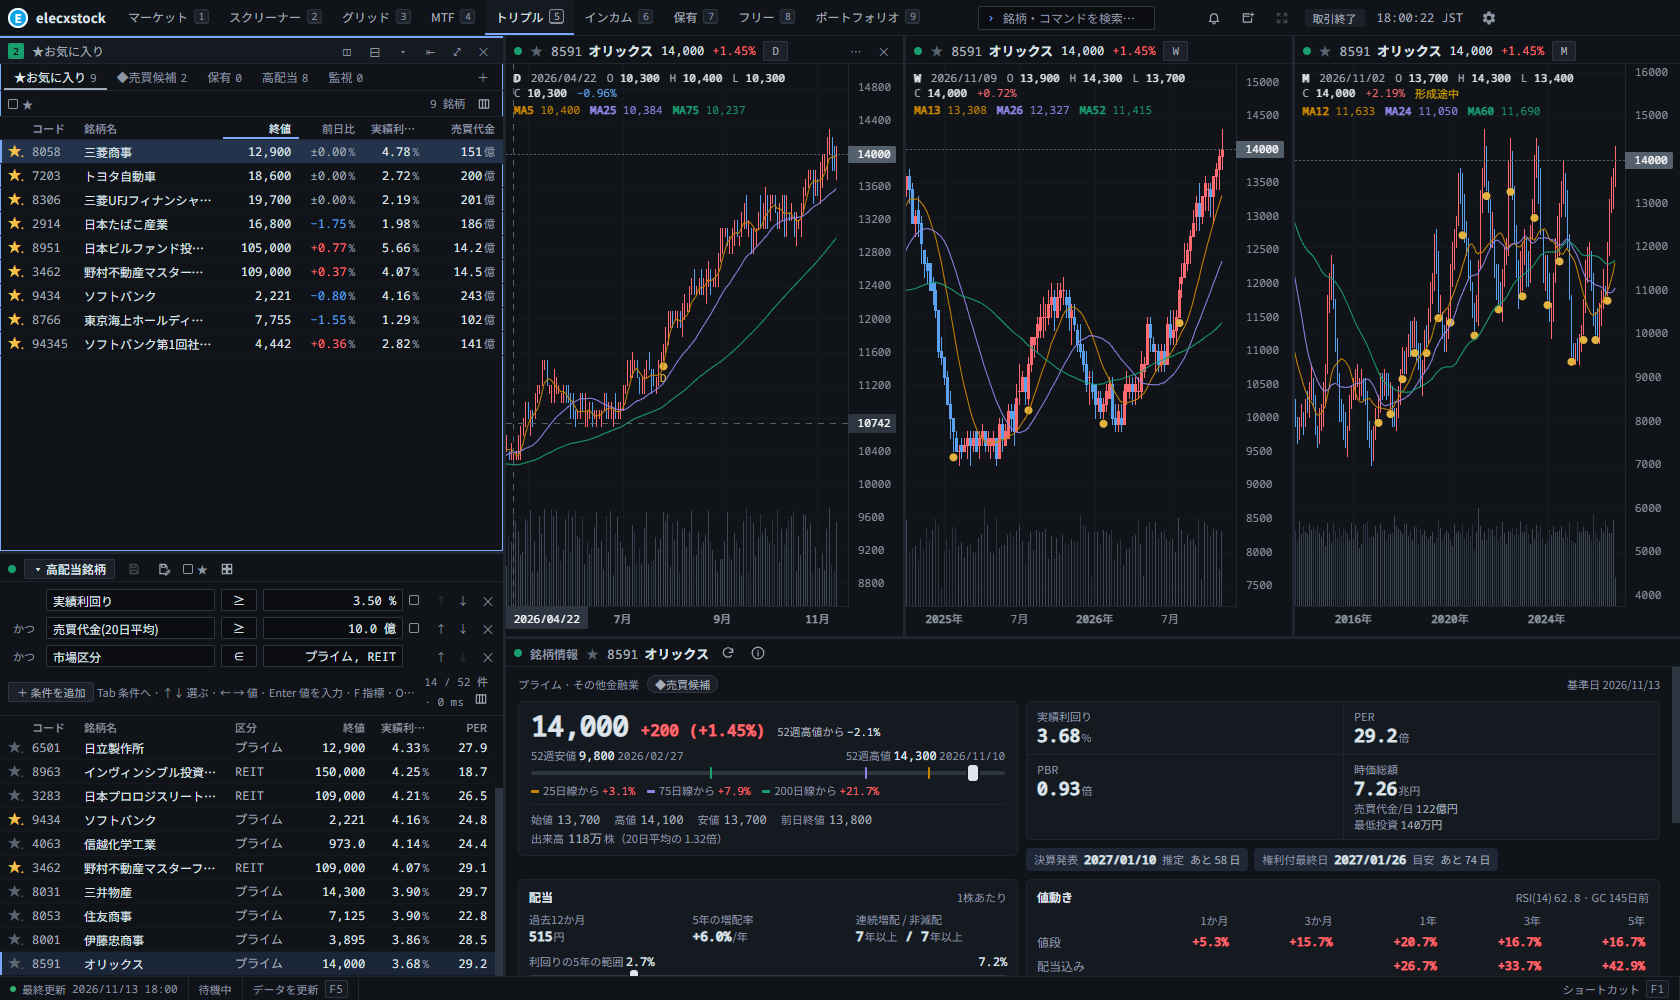 elecxstock マーケット 1 スクリーナー 2 グリッド 3 MTF 4 トリプル 5 インカム 6 保有 7 フリー 8 ポートフォリオ 9 › 銘柄・コマンドを検索… 取引終了 18:00:22 JST
2 ★お気に入り
★お気に入り 9 ◆売買候補 2 保有 0 高配当 8 監視 0 +
★ 9 銘柄
コード 銘柄名 終値 前日比 実績利… 売買代金
8058 三菱商事 12,900 ±0.00% 4.78% 151億
7203 トヨタ自動車 18,600 ±0.00% 2.72% 200億
8306 三菱UFJフィナンシャ… 19,700 ±0.00% 2.19% 201億
2914 日本たばこ産業 16,800 −1.75% 1.98% 186億
8951 日本ビルファンド投… 105,000 +0.77% 5.66% 14.2億
3462 野村不動産マスター… 109,000 +0.37% 4.07% 14.5億
9434 ソフトバンク 2,221 −0.80% 4.16% 243億
8766 東京海上ホールディ… 7,755 −1.55% 1.29% 102億
94345 ソフトバンク第1回社… 4,442 +0.36% 2.82% 141億
高配当銘柄 ★
実績利回り ≥ 3.50 %
かつ 売買代金(20日平均) ≥ 10.0 億
かつ 市場区分 ∈ プライム, REIT
+ 条件を追加 Tab 条件へ · ↑↓ 選ぶ · ←→ 値 · Enter 値を入力 · F 指標 · O… 14 / 52 件 · 0 ms
コード 銘柄名 区分 終値 実績利… PER
6501 日立製作所 プライム 12,900 4.33% 27.9
8963 インヴィンシブル投資… REIT 150,000 4.25% 18.7
3283 日本プロロジスリート… REIT 109,000 4.21% 26.5
9434 ソフトバンク プライム 2,221 4.16% 24.8
4063 信越化学工業 プライム 973.0 4.14% 24.4
3462 野村不動産マスターフ… REIT 109,000 4.07% 29.1
8031 三井物産 プライム 14,300 3.90% 29.7
8053 住友商事 プライム 7,125 3.90% 22.8
8001 伊藤忠商事 プライム 3,895 3.86% 28.5
8591 オリックス プライム 14,000 3.68% 29.2
★ 8591 オリックス 14,000 +1.45% D
D 2026/04/22 O 10,300 H 10,400 L 10,300
C 10,300 −0.96%
MA5 10,400 MA25 10,384 MA75 10,237
14800
14400
14000
13600
13200
12800
12400
12000
11600
11200
10742
10400
10000
9600
9200
8800
2026/04/22 7月 9月 11月
★ 8591 オリックス 14,000 +1.45% W
W 2026/11/09 O 13,900 H 14,300 L 13,700
C 14,000 +0.72%
MA13 13,308 MA26 12,327 MA52 11,415
15000
14500
14000
13500
13000
12500
12000
11500
11000
10500
10000
9500
9000
8500
8000
7500
2025年 7月 2026年 7月
★ 8591 オリックス 14,000 +1.45% M
M 2026/11/02 O 13,700 H 14,300 L 13,400
C 14,000 +2.19% 形成途中
MA12 11,633 MA24 11,050 MA60 11,690
16000
15000
14000
13000
12000
11000
10000
9000
8000
7000
6000
5000
4000
2016年 2020年 2024年
銘柄情報 ★ 8591 オリックス
プライム · その他金融業 ◆売買候補 基準日 2026/11/13
14,000 +200 (+1.45%) 52週高値から −2.1%
52週安値 9,800 2026/02/27 52週高値 14,300 2026/11/10
25日線から +3.1% 75日線から +7.9% 200日線から +21.7%
始値 13,700 高値 14,100 安値 13,700 前日終値 13,800
出来高 118万株 (20日平均の 1.32倍)
実績利回り
3.68%
PER
29.2倍
PBR
0.93倍
時価総額
7.26兆円
売買代金/日 122億円
最低投資 140万円
決算発表 2027/01/10 推定 あと 58 日 権利付最終日 2027/01/26 目安 あと 74 日
配当 1株あたり
過去12か月 5年の増配率 連続増配 / 非減配
515円 +6.0%/年 7年以上 / 7年以上
利回りの5年の範囲 2.7% 7.2%
値動き RSI(14) 62.8 · GC 145日前
1か月 3か月 1年 3年 5年
値段 +5.3% +15.7% +20.7% +16.7% +16.7%
配当込み +26.7% +33.7% +42.9%
最終更新 2026/11/13 18:00 待機中 データを更新 F5 ショートカット F1